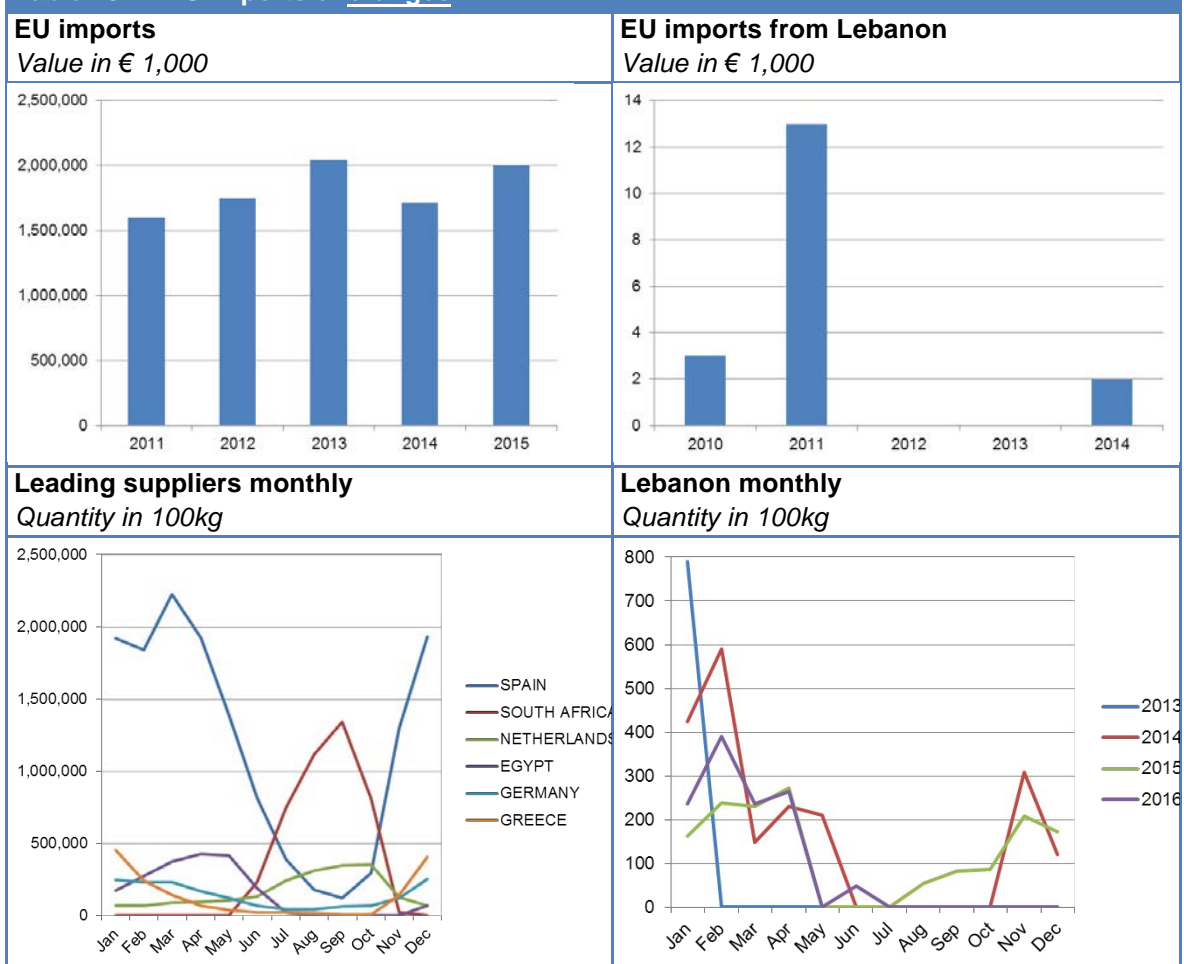 EU imports
Value in € 1,000
EU imports from Lebanon
Value in € 1,000
2,500,000
2,000,000
1,500,000
1,000,000
500,000
0
2011 2012 2013 2014 2015
14
12
10
8
6
4
2
0
2010 2011 2012 2013 2014
Leading suppliers monthly
Quantity in 100kg
Lebanon monthly
Quantity in 100kg
2,500,000
2,000,000
1,500,000
1,000,000
500,000
0
Jan Feb Mar Apr May Jun Jul Aug Sep Oct Nov Dec
SPAIN
SOUTH AFRICA
NETHERLANDS
EGYPT
GERMANY
GREECE
800
700
600
500
400
300
200
100
0
Jan Feb Mar Apr May Jun Jul Aug Sep Oct Nov Dec
2013
2014
2015
2016